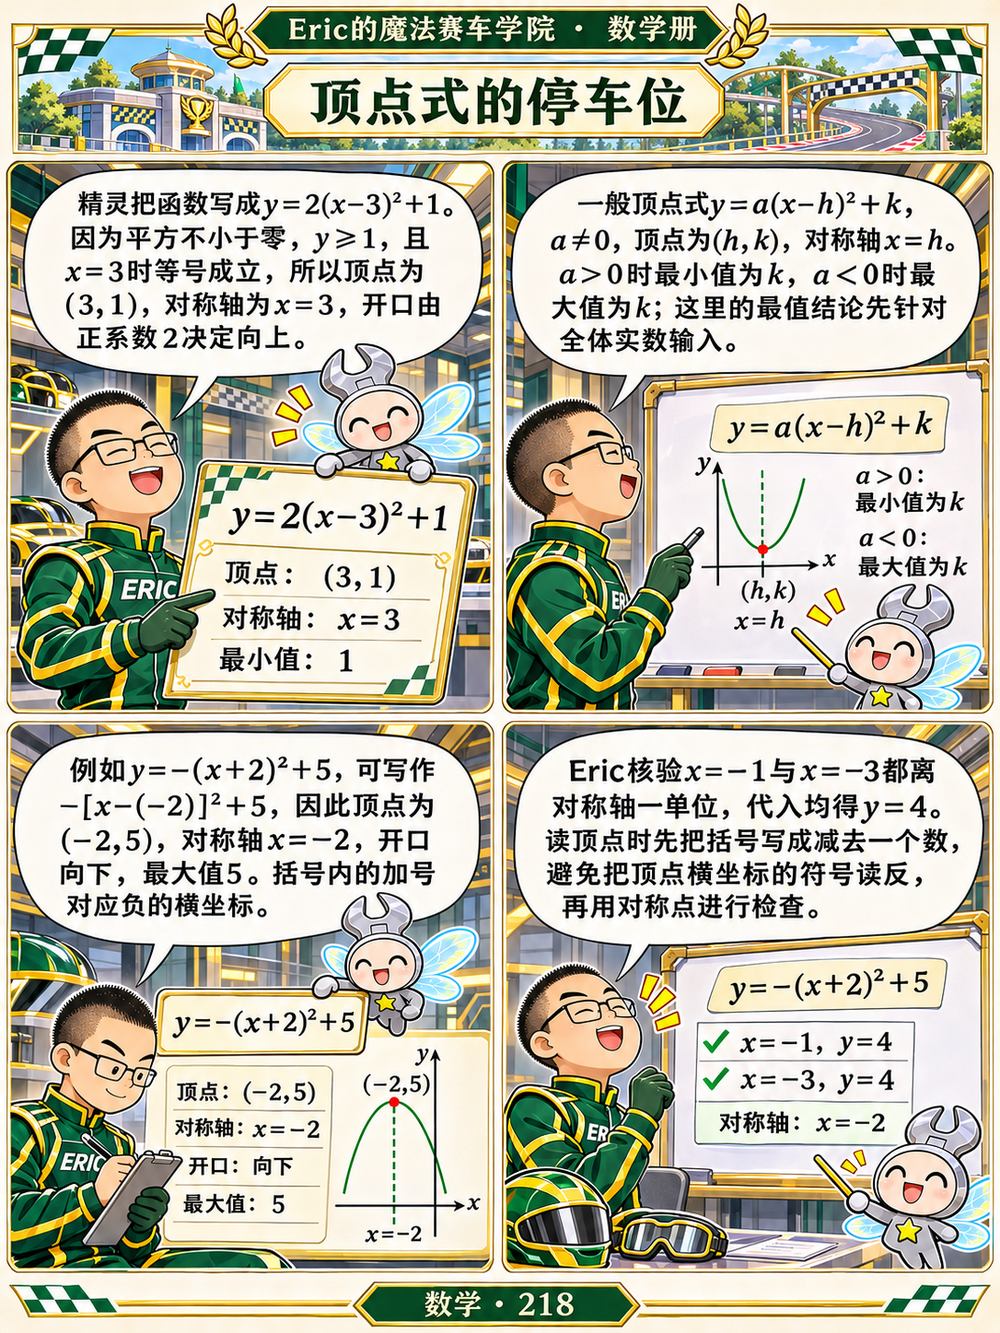 Eric的魔法赛车学院 · 数学册
顶点式的停车位
精灵把函数写成y=2(x-3)²+1。
因为平方不小于零，y≥1，且
x=3时等号成立，所以顶点为
(3,1)，对称轴为x=3，开口由
正系数2决定向上。
y=2(x-3)²+1
顶点： (3,1)
对称轴： x=3
最小值： 1
ERIC
一般顶点式y=a(x-h)²+k，
a≠0，顶点为(h,k)，对称轴x=h。
a>0时最小值为k，a<0时最
大值为k；这里的最值结论先针对
全体实数输入。
y=a(x-h)²+k
y
x
(h,k)
x=h
a>0：
最小值为k
a<0：
最大值为k
ER
例如y=-(x+2)²+5，可写作
-[x-(-2)]²+5，因此顶点为
(-2,5)，对称轴x=-2，开口
向下，最大值5。括号内的加号
对应负的横坐标。
y=-(x+2)²+5
顶点：(-2,5)
对称轴：x=-2
开口：向下
最大值：5
y
(-2,5)
x
x=-2
ERIC
Eric核验x=-1与x=-3都离
对称轴一单位，代入均得y=4。
读顶点时先把括号写成减去一个数，
避免把顶点横坐标的符号读反，
再用对称点进行检查。
y=-(x+2)²+5
✓ x=-1, y=4
✓ x=-3, y=4
对称轴：x=-2
ER
数学 · 218